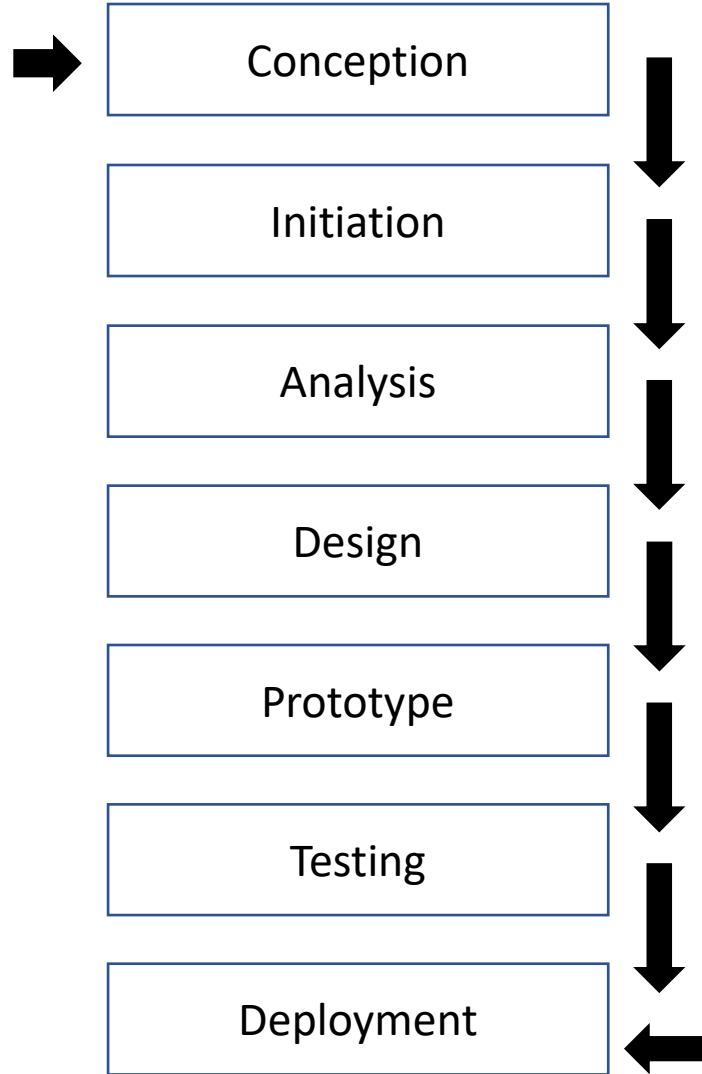 Conception
Initiation
Analysis
Design
Prototype
Testing
Deployment